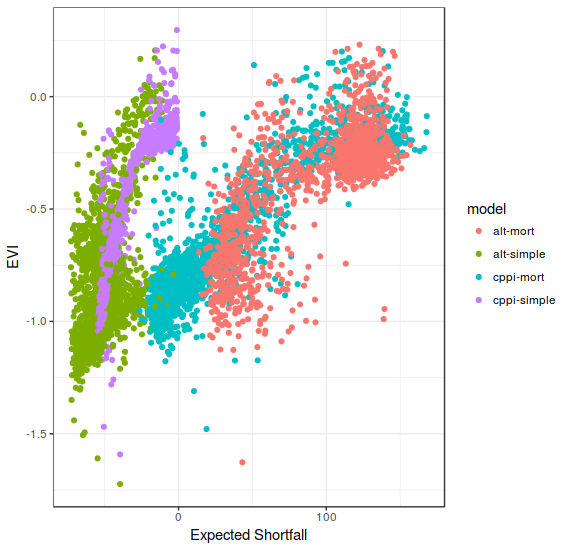 0.0
-0.5
-1.0
-1.5
EVI
0
100
Expected Shortfall
model
alt-mort
alt-simple
cppi-mort
cppi-simple